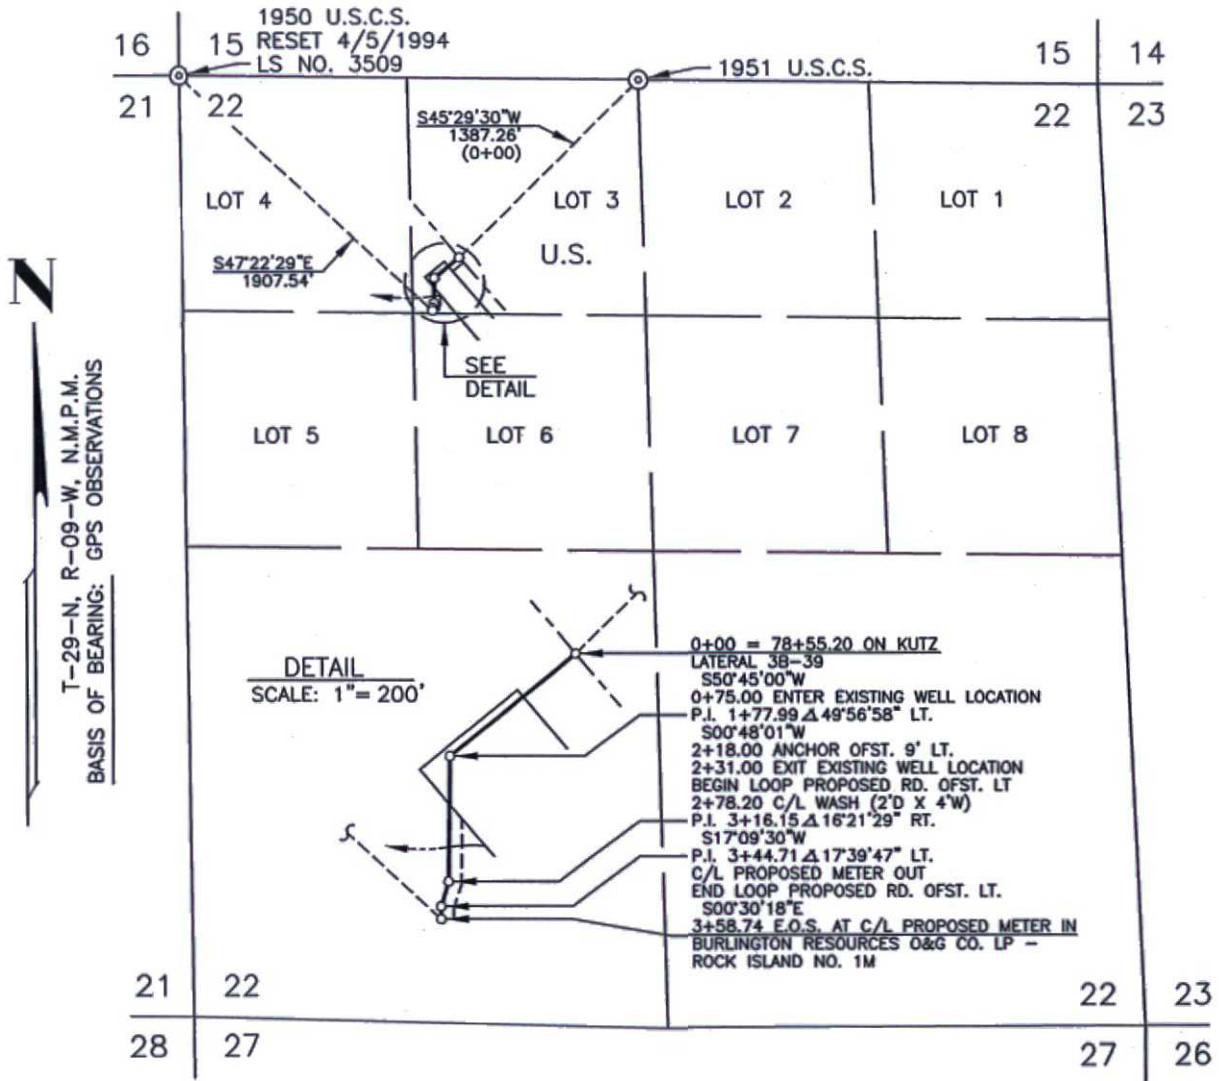 1950 U.S.C.S.
RESET 4/5/1994
LS NO. 3509
16
15
21
22
1951 U.S.C.S.
15
14
22
23
S45°29'30"W
1387.26'
(0+00)
LOT 4
LOT 3
LOT 2
LOT 1
U.S.
S47°22'29"E
1907.54'
N
SEE
DETAIL
LOT 5
LOT 6
LOT 7
LOT 8
T-29-N, R-09-W, N.M.P.M.
BASIS OF BEARING: GPS OBSERVATIONS
DETAIL
SCALE: 1"= 200'
0+00 = 78+55.20 ON KUTZ
LATERAL 3B-39
S50°45'00"W
0+75.00 ENTER EXISTING WELL LOCATION
P.I. 1+77.99 Δ 49°56'58" LT.
S00°48'01"W
2+18.00 ANCHOR OFST. 9' LT.
2+31.00 EXIT EXISTING WELL LOCATION
BEGIN LOOP PROPOSED RD. OFST. LT
2+78.20 C/L WASH (2'D X 4'W)
P.I. 3+16.15 Δ 16°21'29" RT.
S17°09'30"W
P.I. 3+44.71 Δ 17°39'47" LT.
C/L PROPOSED METER OUT
END LOOP PROPOSED RD. OFST. LT.
S00°30'18"E
3+58.74 E.O.S. AT C/L PROPOSED METER IN
BURLINGTON RESOURCES O&G CO. LP -
ROCK ISLAND NO. 1M
21
22
28
27
22
23
27
26